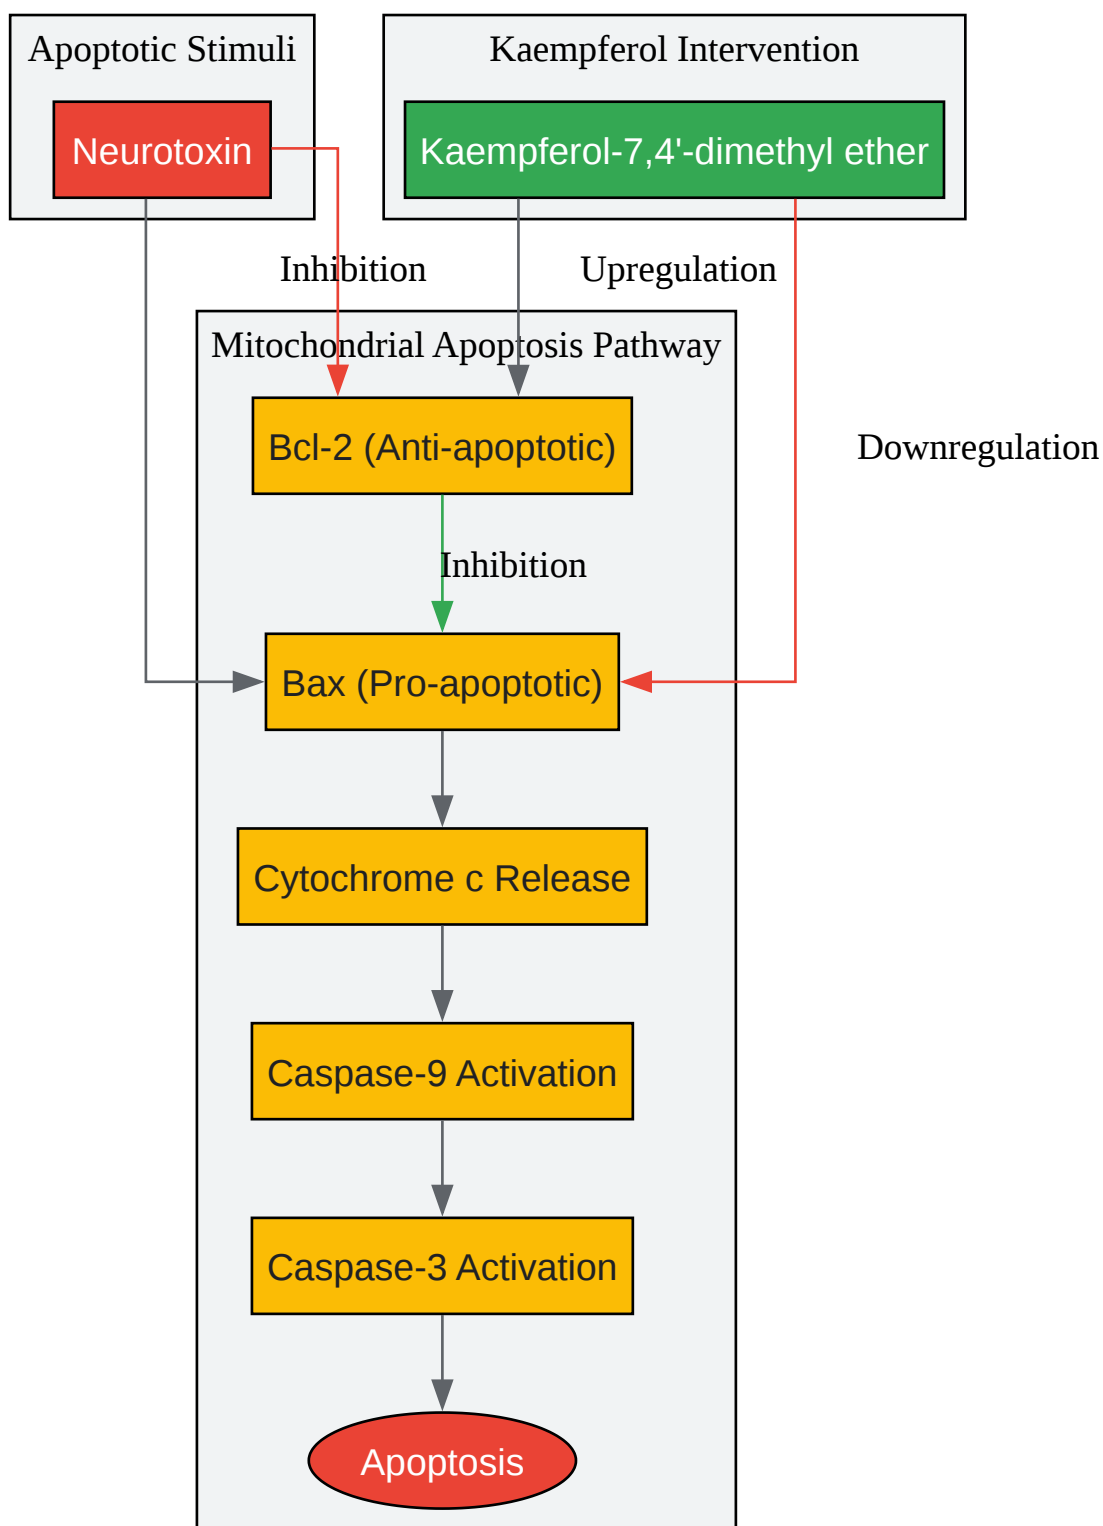 Apoptotic Stimuli
Kaempferol Intervention
Neurotoxin
Kaempferol-7,4'-dimethyl ether
Inhibition
Upregulation
Mitochondrial Apoptosis Pathway
Bcl-2 (Anti-apoptotic)
Downregulation
Inhibition
Bax (Pro-apoptotic)
Cytochrome c Release
Caspase-9 Activation
Caspase-3 Activation
Apoptosis